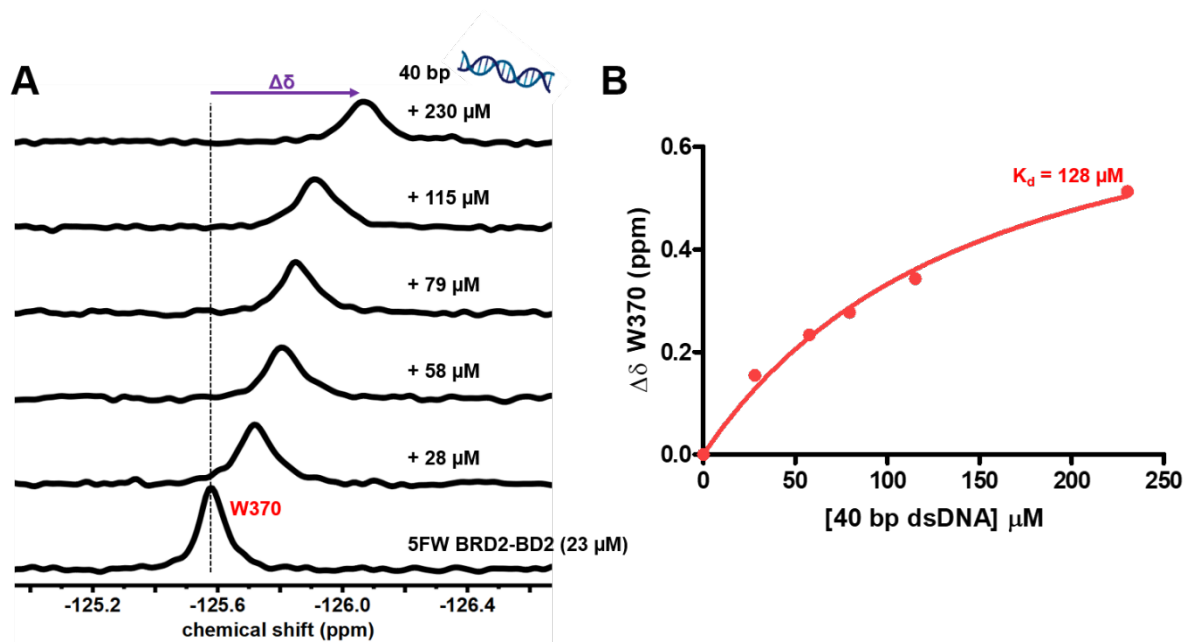 A
Δδ
40 bp
+ 230 µM
+ 115 µM
+ 79 µM
+ 58 µM
+ 28 µM
W370
5FW BRD2-BD2 (23 µM)
-125.2 -125.6 -126.0 -126.4
chemical shift (ppm)
B
Kd = 128 µM
0.6
0.4
0.2
0.0
Δδ W370 (ppm)
0 50 100 150 200 250
[40 bp dsDNA] µM